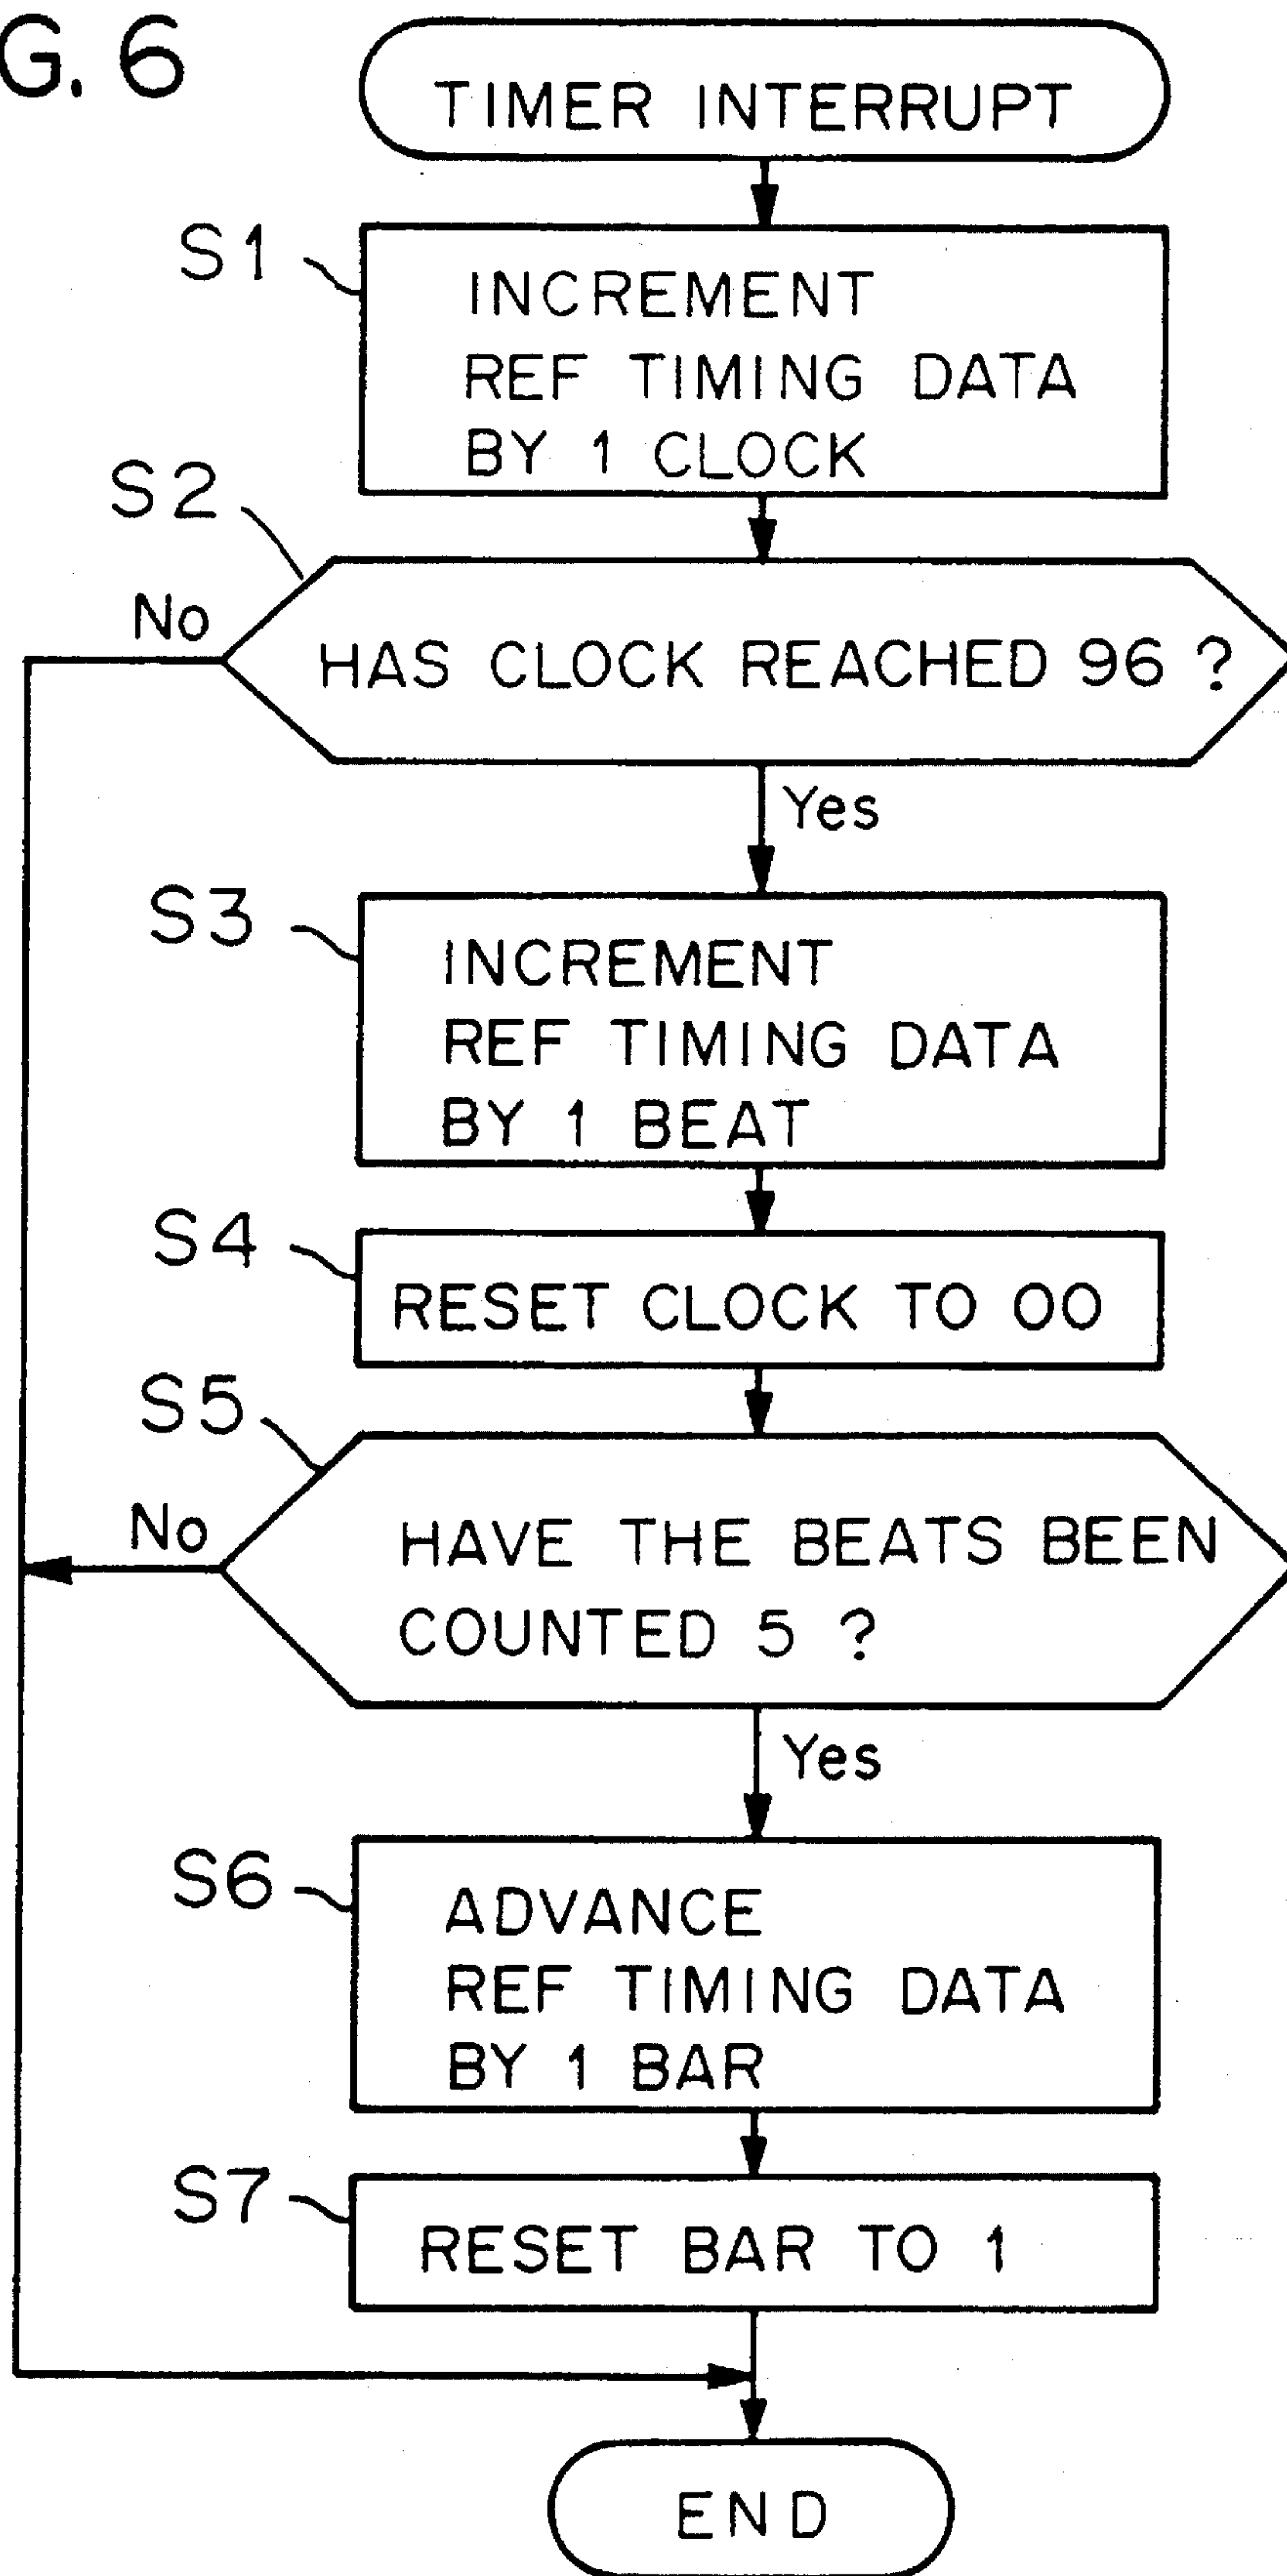 G. 6
TIMER INTERRUPT
S1
INCREMENT
REF TIMING DATA
BY 1 CLOCK
S2
No
HAS CLOCK REACHED 96 ?
Yes
S3
INCREMENT
REF TIMING DATA
BY 1 BEAT
S4
RESET CLOCK TO 00
S5
No
HAVE THE BEATS BEEN
COUNTED 5 ?
Yes
S6
ADVANCE
REF TIMING DATA
BY 1 BAR
S7
RESET BAR TO 1
END